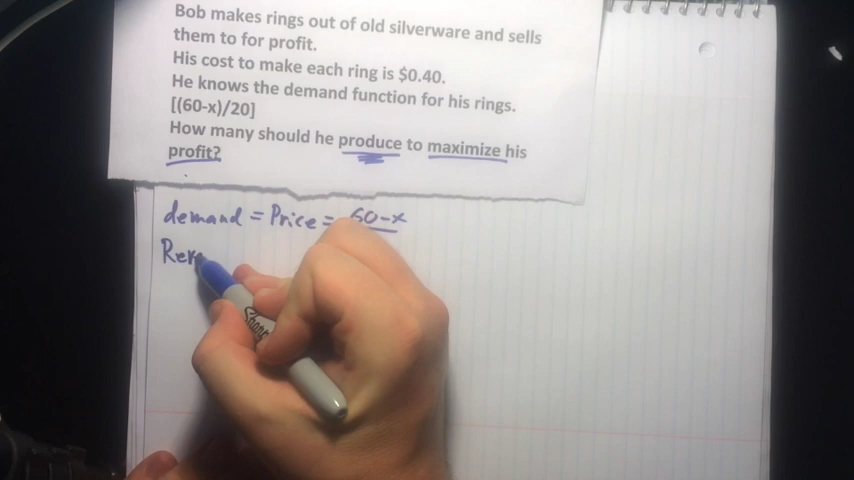 Bob makes rings out of old silverware and sells
them to for profit.
His cost to make each ring is $0.40.
He knows the demand function for his rings.
[(60-x)/20]
How many should he produce to maximize his
profit?
demand = Price = 60-x
Rev
Sharp